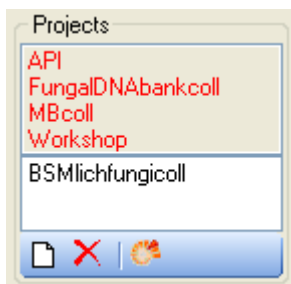 Projects
API
FungalDNAbankcoll
MBcoll
Workshop
BSMlichfungicoll